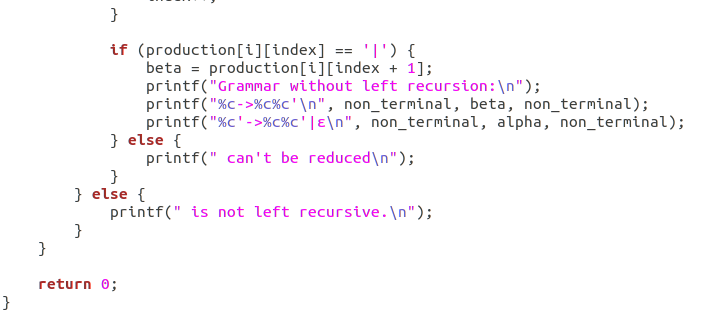 }
if (production[i][index] == '|') {
beta = production[i][index + 1];
printf("Grammar without left recursion:\n");
printf("%c->%c%c'\n", non_terminal, beta, non_terminal);
printf("%c'->%c%c'|ε\n", non_terminal, alpha, non_terminal);
} else {
printf(" can't be reduced\n");
}
} else {
printf(" is not left recursive.\n");
}
}
return 0;
}